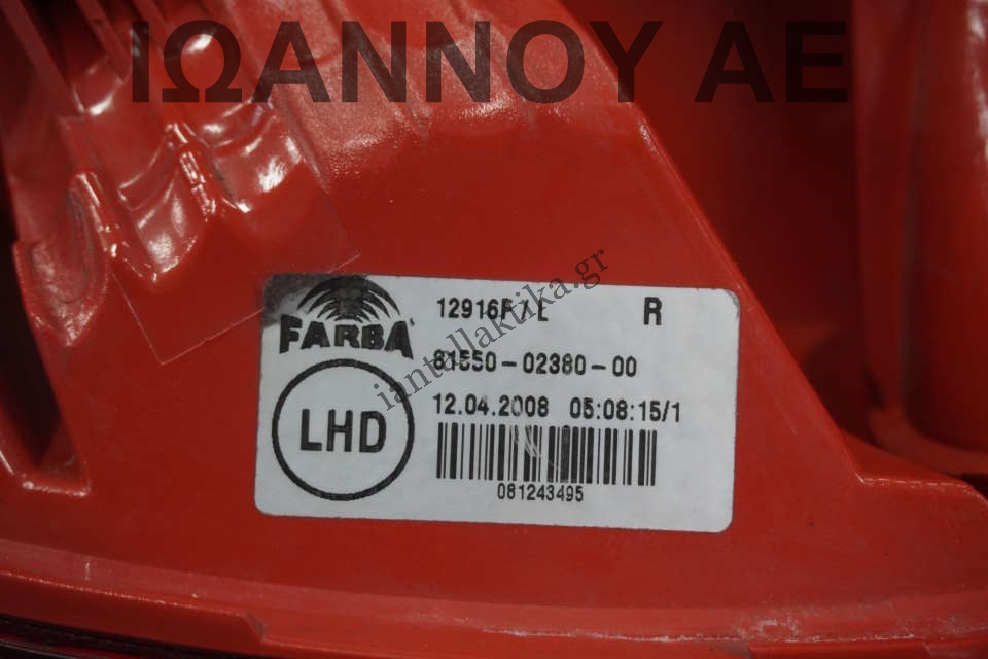 ΙΩΑΝΝΟΥ ΑΕ
FARBA
12916F / L R
81550-02380-00
12.04.2008 05:08:15/1
LHD
081243495
iantallaktika.gr